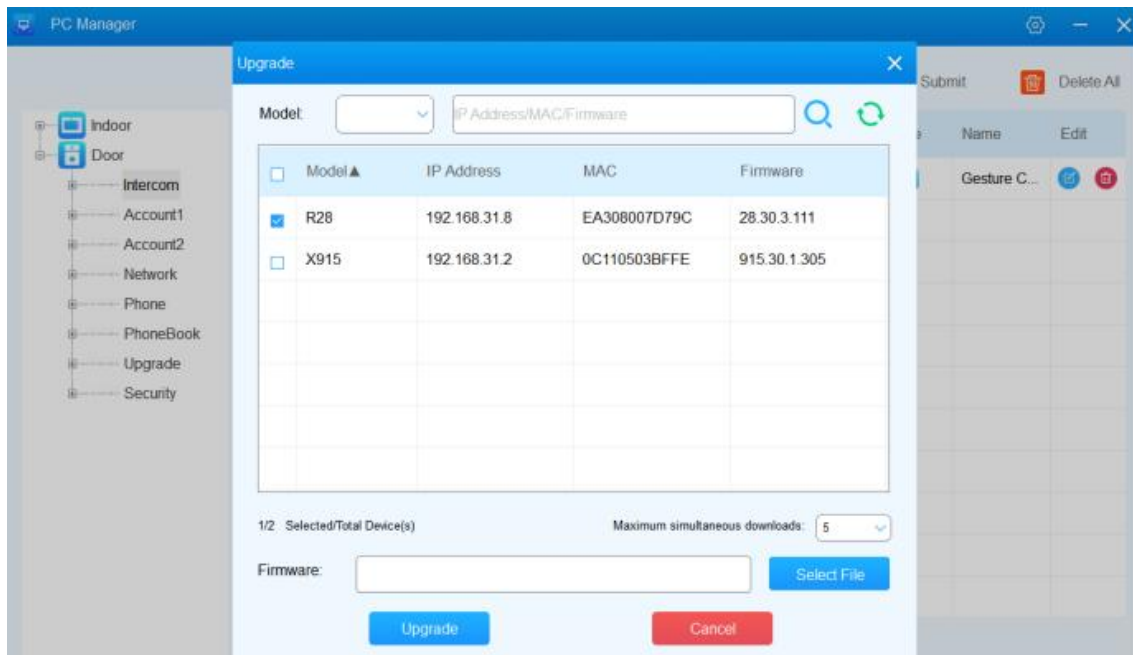 PC Manager
Upgrade
Submit
Delete All
Model:
IP Address/MAC/Firmware
Indoor
Door
Intercom
Account1
Account2
Network
Phone
PhoneBook
Upgrade
Security
Model▲ IP Address MAC Firmware
R28 192.168.31.8 EA308007D79C 28.30.3.111
X915 192.168.31.2 0C110503BFFE 915.30.1.305
Name Edit
Gesture C...
1/2 Selected/Total Device(s) Maximum simultaneous downloads: 5
Firmware: Select File
Upgrade Cancel